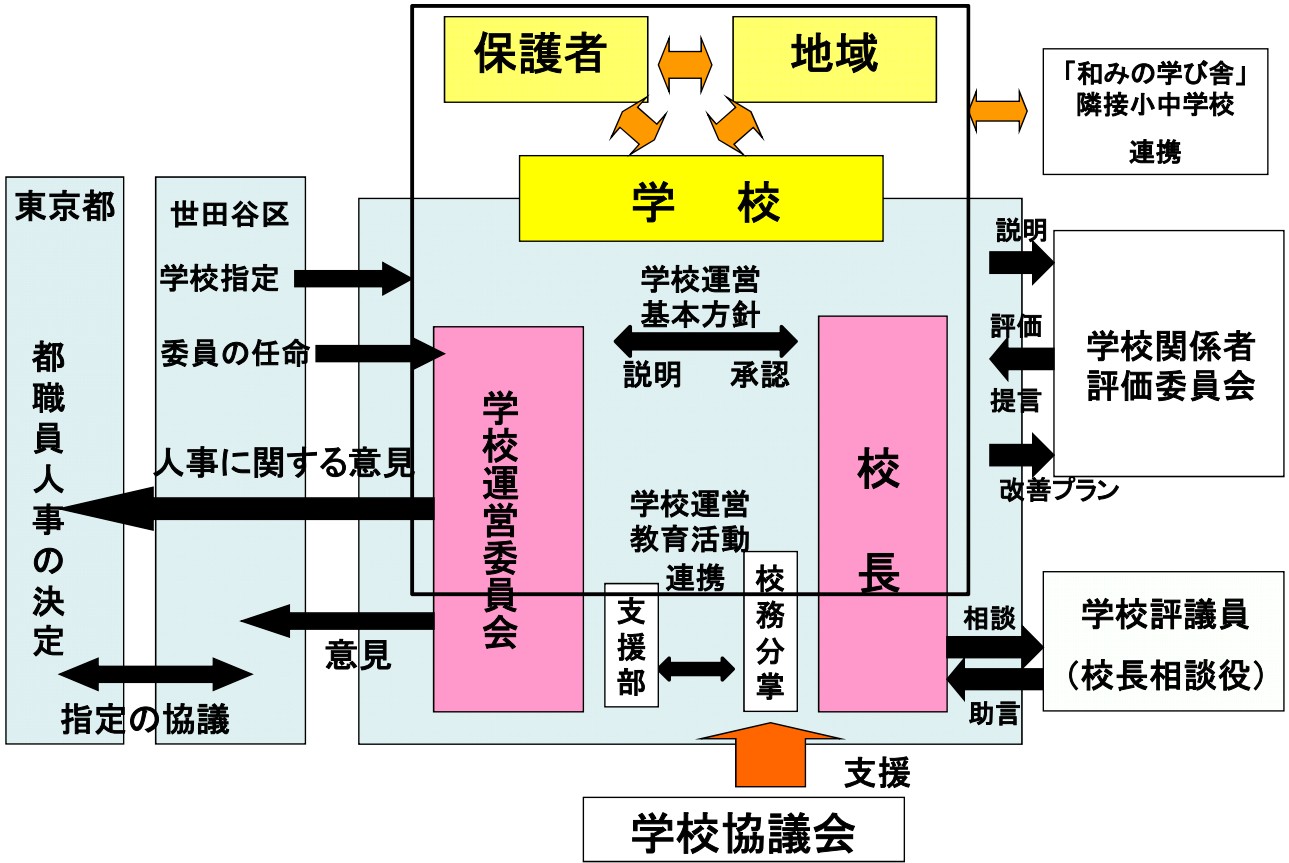 保護者
地域
「和みの学び舎」
隣接小中学校
連携
学　校
東京都
世田谷区
学校指定
委員の任命
人事に関する意見
意見
都職員人事の決定
指定の協議
学校運営
基本方針
説明　承認
学校運営委員会
校長
学校運営
教育活動
連携
支援部
校務分掌
説明
評価
提言
改善プラン
学校関係者
評価委員会
相談
助言
学校評議員
（校長相談役）
支援
学校協議会